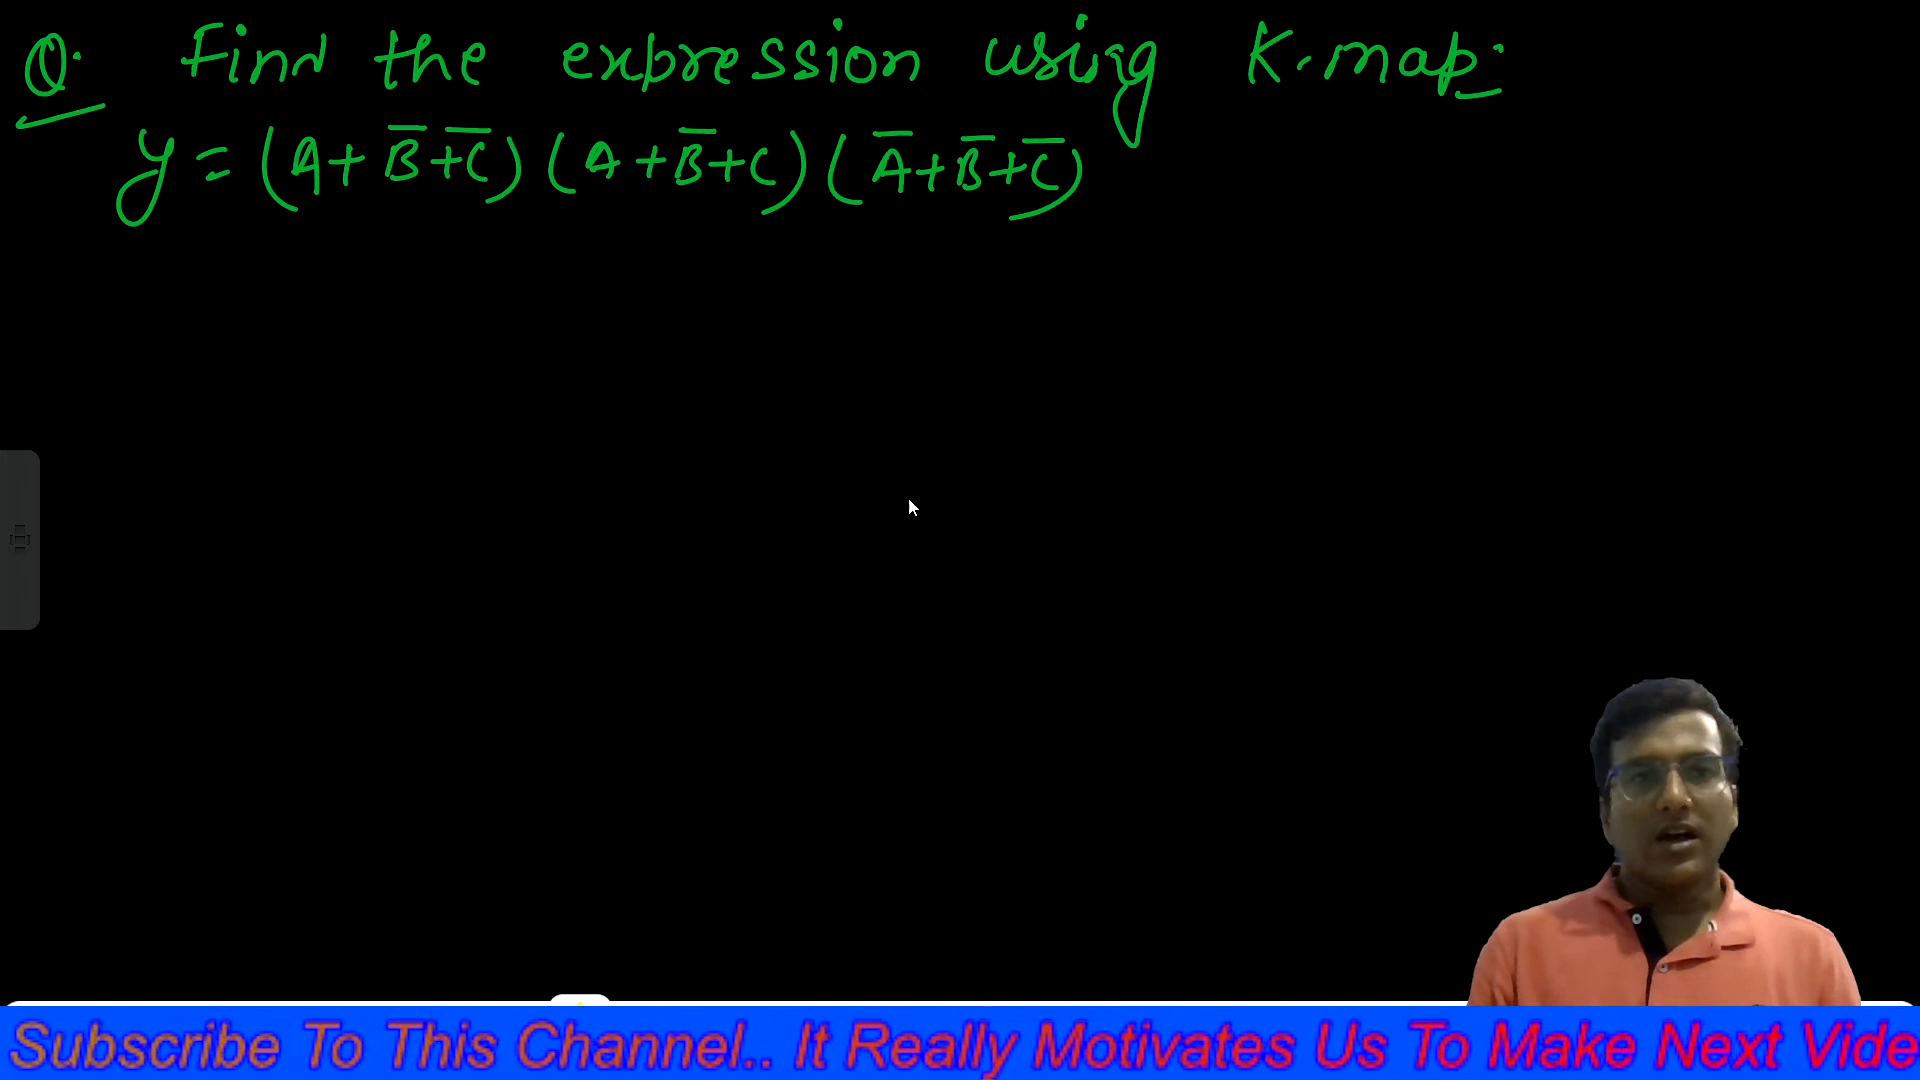 Q. Find the expression using K-map:
y = (A + B̅ + C̅) (A + B̅ + C) (A̅ + B̅ + C̅)
Subscribe To This Channel.. It Really Motivates Us To Make Next Vide